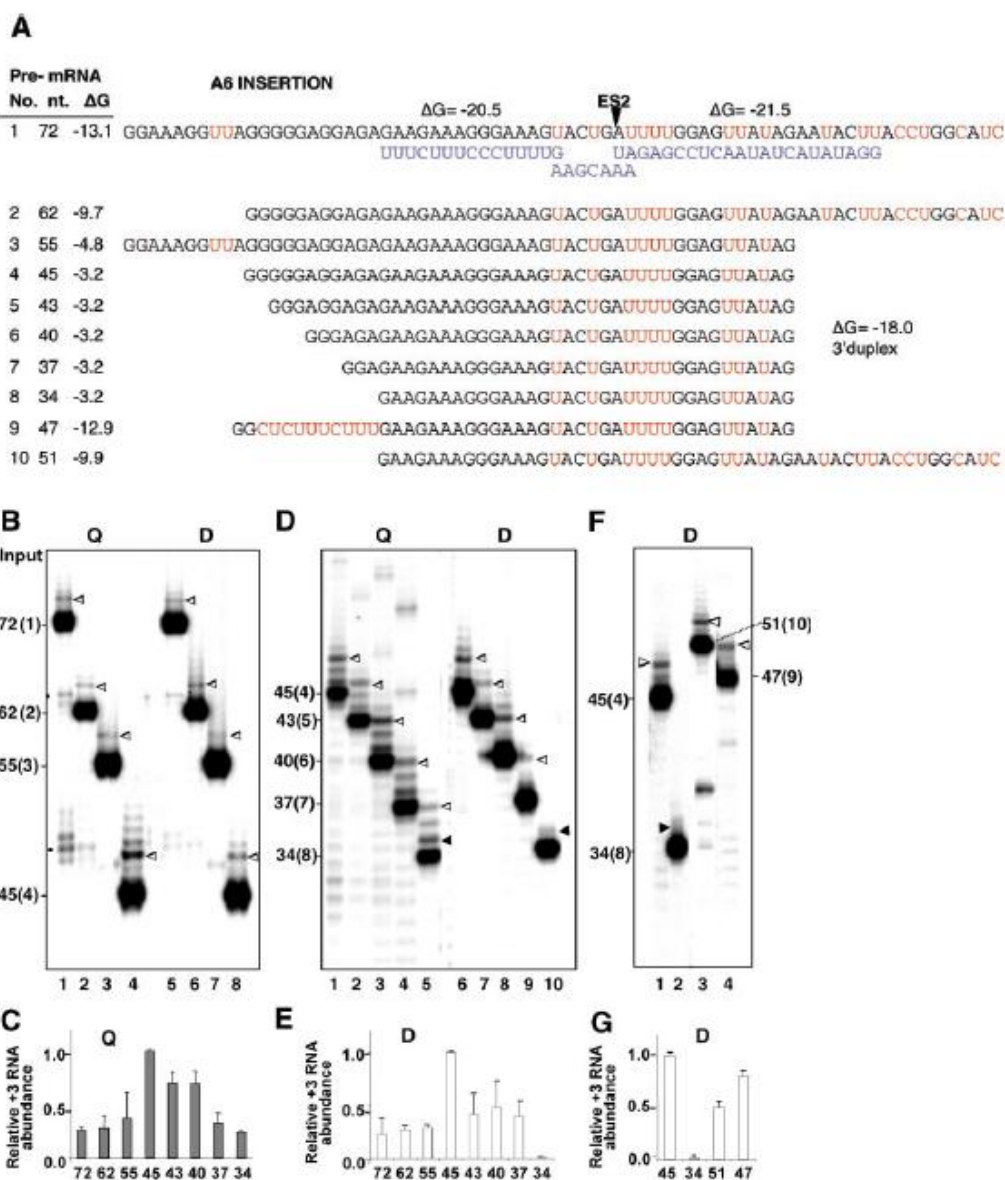 A
Pre- mRNA
No. nt. ΔG
A6 INSERTION
ΔG= -20.5 ES2 ΔG= -21.5
1 72 -13.1 GGAAAGGUUAGGGGGAGGAGAGAAGAAAGGGAAAGUACUGAUUUUGGAGUUAUAGAAUACUUACCUGGCAUC
UUUCUUUCCCUUUUG UAGAGCCUCAAUAUCAUAUAGG
AAGCAAA
2 62 -9.7 GGGGGAGGAGAGAAGAAAGGGAAAGUACUGAUUUUGGAGUUAUAGAAUACUUACCUGGCAUC
3 55 -4.8 GGAAAGGUUAGGGGGAGGAGAGAAGAAAGGGAAAGUACUGAUUUUGGAGUUAUAG
4 45 -3.2 GGGGGAGGAGAGAAGAAAGGGAAAGUACUGAUUUUGGAGUUAUAG
5 43 -3.2 GGGAGGAGAGAAGAAAGGGAAAGUACUGAUUUUGGAGUUAUAG
6 40 -3.2 GGGAGAGAAGAAAGGGAAAGUACUGAUUUUGGAGUUAUAG
7 37 -3.2 GGAGAAGAAAGGGAAAGUACUGAUUUUGGAGUUAUAG
8 34 -3.2 GAAGAAAGGGAAAGUACUGAUUUUGGAGUUAUAG
9 47 -12.9 GGCUCUUUCUUUGAAGAAAGGGAAAGUACUGAUUUUGGAGUUAUAG
10 51 -9.9 GAAGAAAGGGAAAGUACUGAUUUUGGAGUUAUAGAAUACUUACCUGGCAUC
ΔG= -18.0
3'duplex
B
Q D
Input
72(1)
62(2)
55(3)
45(4)
1 2 3 4 5 6 7 8
D
Q D
45(4)
43(5)
40(6)
37(7)
34(8)
1 2 3 4 5 6 7 8 9 10
F
D
45(4)
34(8)
51(10)
47(9)
1 2 3 4
C
Q
Relative +3 RNA
abundance
1.0
0.5
0.0
72 62 55 45 43 40 37 34
E
D
Relative +3 RNA
abundance
1.0
0.5
0.0
72 62 55 45 43 40 37 34
G
D
Relative +3 RNA
abundance
1.0
0.5
0.0
45 34 51 47